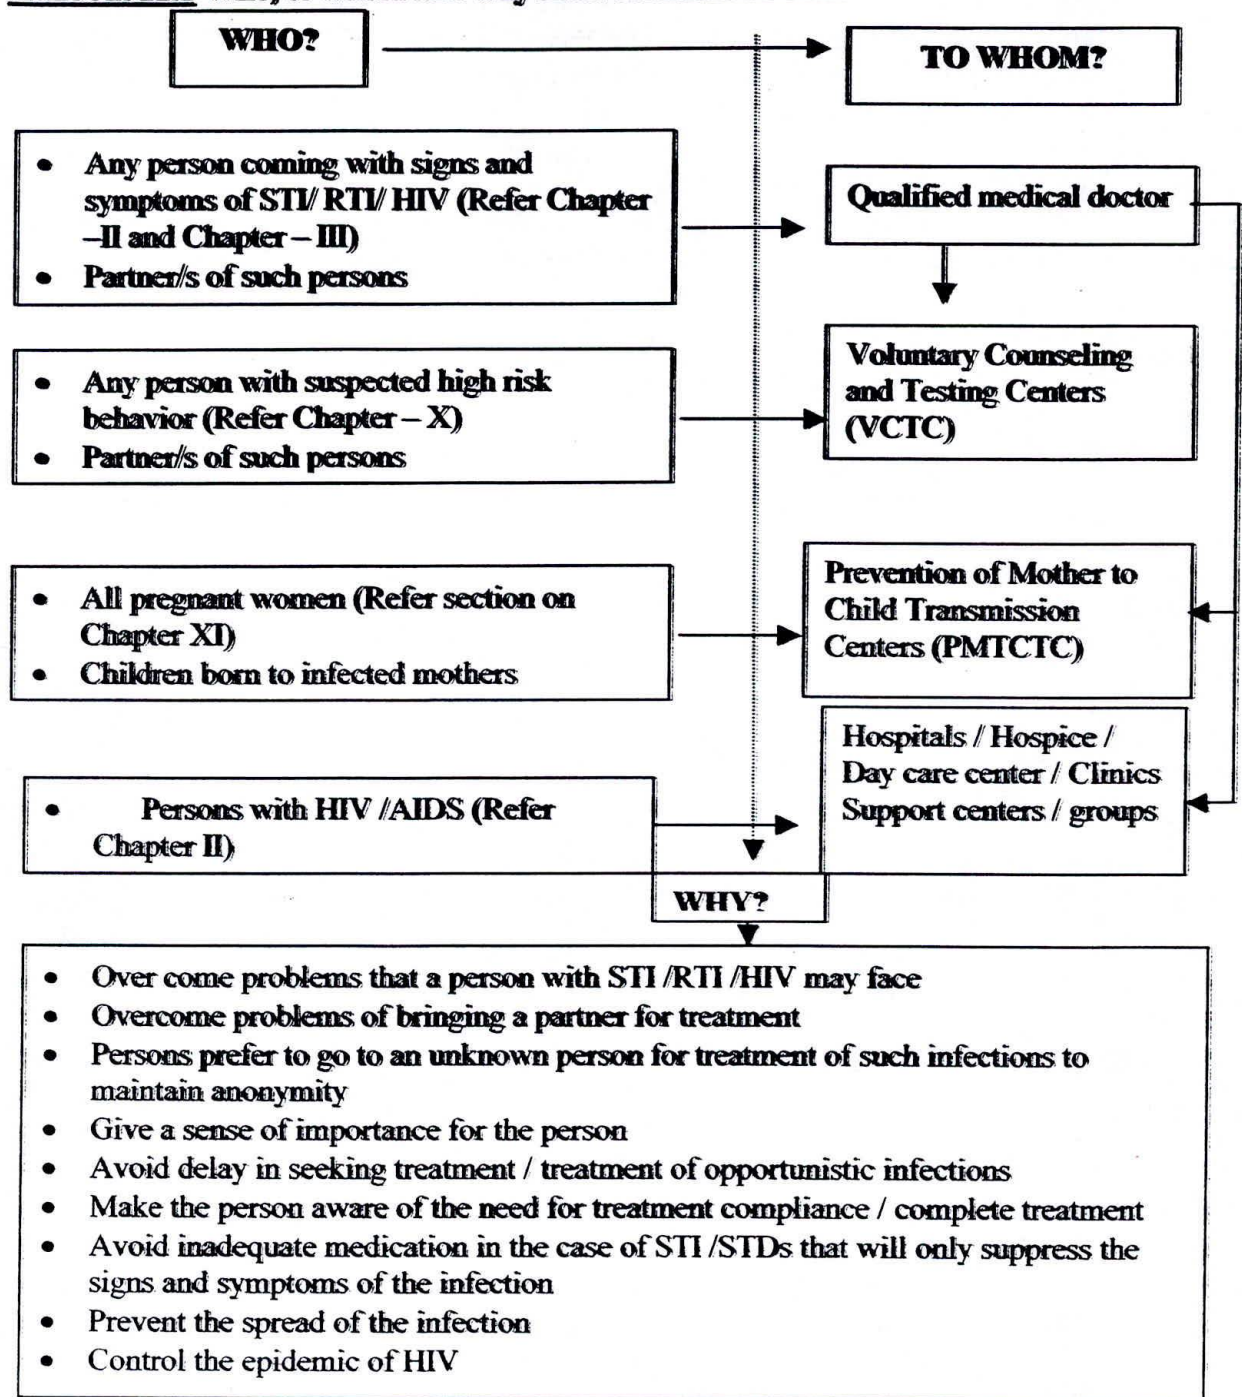 WHO?
TO WHOM?
• Any person coming with signs and
symptoms of STI/ RTI/ HIV (Refer Chapter
–II and Chapter – III)
• Partner/s of such persons
Qualified medical doctor
• Any person with suspected high risk
behavior (Refer Chapter – X)
• Partner/s of such persons
Voluntary Counseling
and Testing Centers
(VCTC)
• All pregnant women (Refer section on
Chapter XI)
• Children born to infected mothers
Prevention of Mother to
Child Transmission
Centers (PMTCTC)
• Persons with HIV /AIDS (Refer
Chapter II)
Hospitals / Hospice /
Day care center / Clinics
Support centers / groups
WHY?
• Over come problems that a person with STI /RTI /HIV may face
• Overcome problems of bringing a partner for treatment
• Persons prefer to go to an unknown person for treatment of such infections to
maintain anonymity
• Give a sense of importance for the person
• Avoid delay in seeking treatment / treatment of opportunistic infections
• Make the person aware of the need for treatment compliance / complete treatment
• Avoid inadequate medication in the case of STI /STDs that will only suppress the
signs and symptoms of the infection
• Prevent the spread of the infection
• Control the epidemic of HIV